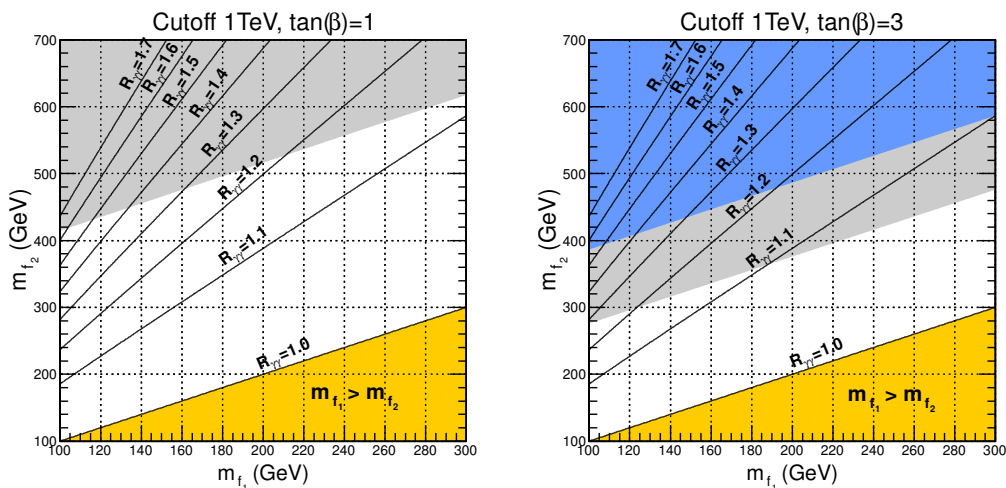 Cutoff 1TeV, tan(β)=1
m_f₂ (GeV)
700
600
500
400
300
200
100
R_γγ=1.7
R_γγ=1.6
R_γγ=1.5
R_γγ=1.4
R_γγ=1.3
R_γγ=1.2
R_γγ=1.1
R_γγ=1.0
m_f₁ > m_f₂
100 120 140 160 180 200 220 240 260 280 300
m_f₁ (GeV)
Cutoff 1TeV, tan(β)=3
m_f₂ (GeV)
700
600
500
400
300
200
100
R_γγ=1.7
R_γγ=1.6
R_γγ=1.5
R_γγ=1.4
R_γγ=1.3
R_γγ=1.2
R_γγ=1.1
R_γγ=1.0
m_f₁ > m_f₂
100 120 140 160 180 200 220 240 260 280 300
m_f₁ (GeV)